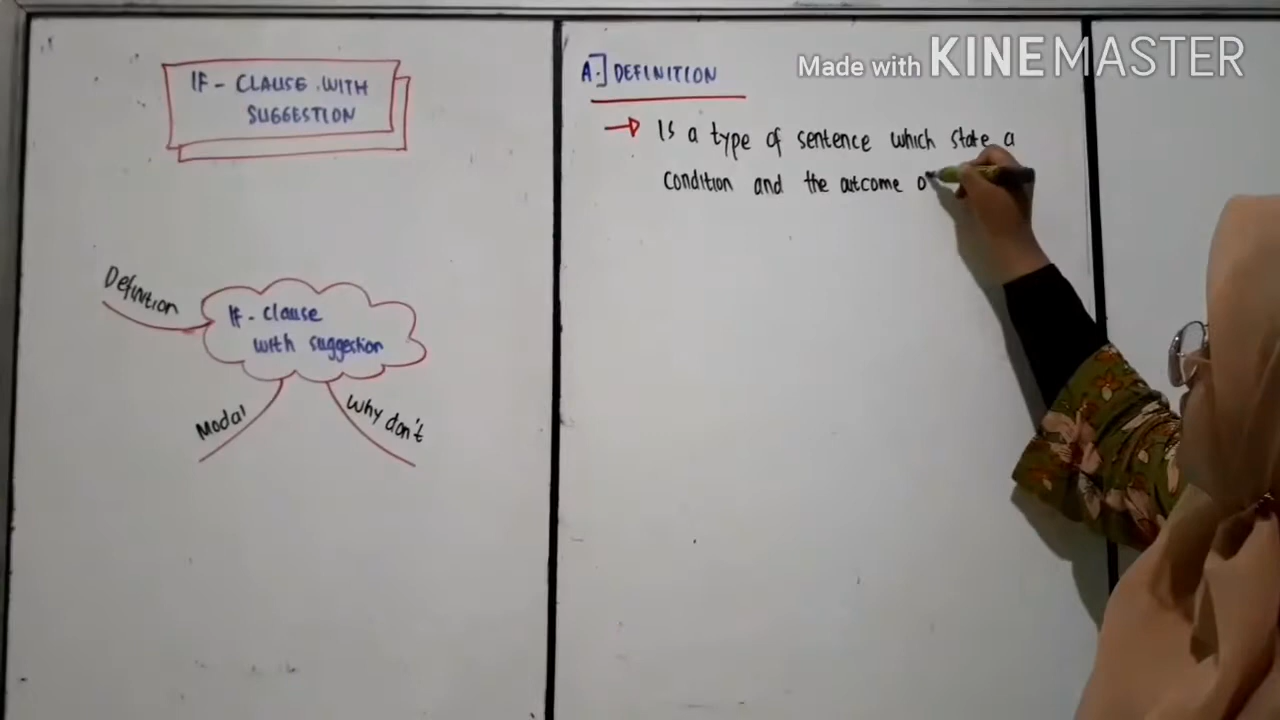 Made with KINEMASTER
IF - CLAUSE WITH
SUGGESTION
Definition
If - clause
with suggestion
Modal
Why don't
A.] DEFINITION
→ Is a type of sentence which state a
condition and the outcome o